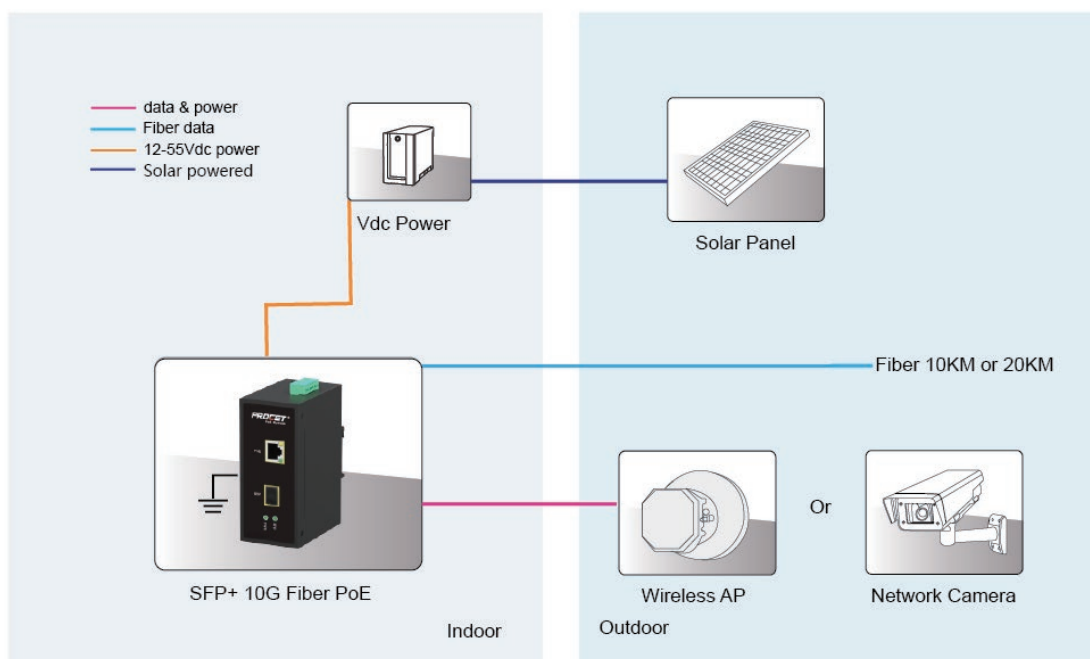 data & power
Fiber data
12-55Vdc power
Solar powered
Vdc Power
Solar Panel
Fiber 10KM or 20KM
PROCET
SFP+ 10G Fiber PoE
Wireless AP
Or
Network Camera
Indoor
Outdoor